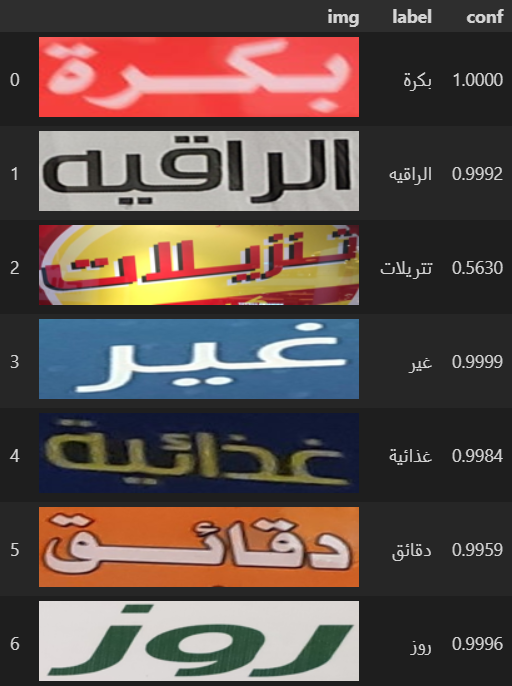 img label conf
0 بكرة بكرة 1.0000
1 الراقيه الراقيه 0.9992
2 تنزيلات تتريلات 0.5630
3 غير غير 0.9999
4 غذائية غذائية 0.9984
5 دقائق دقائق 0.9959
6 روز روز 0.9996